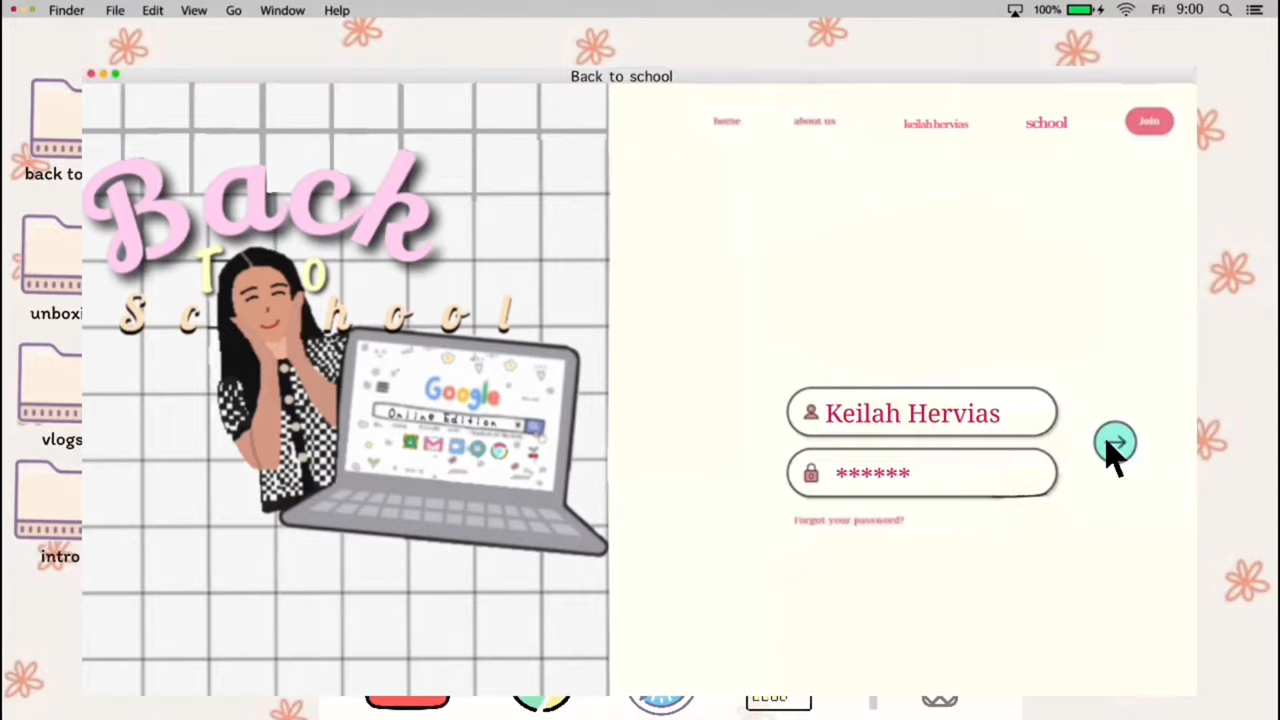 Finder File Edit View Go Window Help 100% Fri 9:00
Back to school
home about us keilah hervias school Join
back to
Back
To
School
unboxi
Google
Online Edition
Keilah Hervias
vlogs
******
Forgot your password?
intro